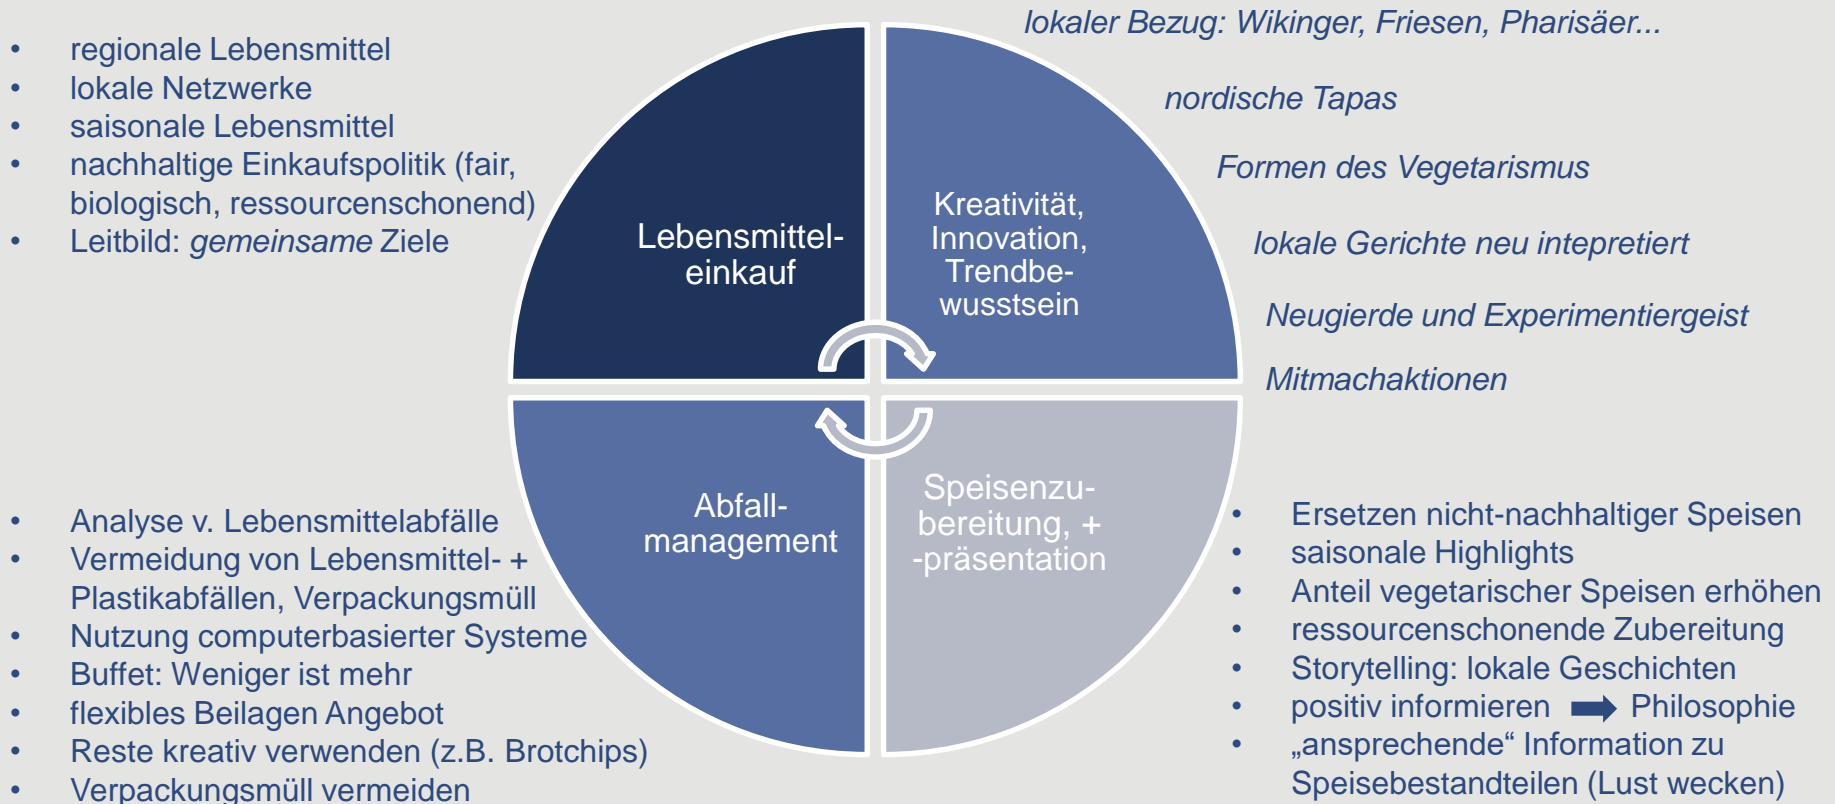 • regionale Lebensmittel
• lokale Netzwerke
• saisonale Lebensmittel
• nachhaltige Einkaufspolitik (fair,
biologisch, ressourcenschonend)
• Leitbild: gemeinsame Ziele
Lebensmittel-
einkauf
Kreativität,
Innovation,
Trendbe-
wusstsein
lokaler Bezug: Wikinger, Friesen, Pharisäer...
nordische Tapas
Formen des Vegetarismus
lokale Gerichte neu intepretiert
Neugierde und Experimentiergeist
Mitmachaktionen
• Analyse v. Lebensmittelabfälle
• Vermeidung von Lebensmittel- +
Plastikabfällen, Verpackungsmüll
• Nutzung computerbasierter Systeme
• Buffet: Weniger ist mehr
• flexibles Beilagen Angebot
• Reste kreativ verwenden (z.B. Brotchips)
• Verpackungsmüll vermeiden
Abfall-
management
Speisenzu-
bereitung, +
-präsentation
• Ersetzen nicht-nachhaltiger Speisen
• saisonale Highlights
• Anteil vegetarischer Speisen erhöhen
• ressourcenschonende Zubereitung
• Storytelling: lokale Geschichten
• positiv informieren ➡ Philosophie
• „ansprechende“ Information zu
Speisebestandteilen (Lust wecken)